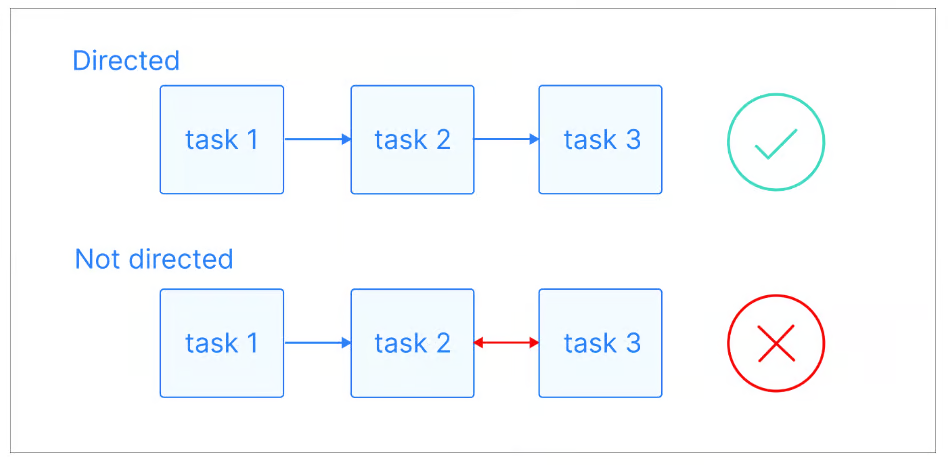 Directed
task 1 task 2 task 3
Not directed
task 1 task 2 task 3